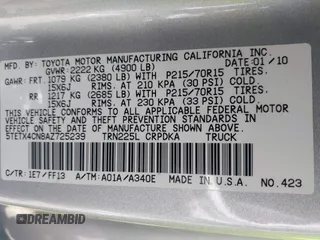 MFD. BY: TOYOTA MOTOR MANUFACTURING CALIFORNIA INC.
GVWR: 2222 KG (4900 LB) DATE: 01/10
GAWR: FRT. 1079 KG (2380 LB) WITH P215/70R15 TIRES,
15X6J RIMS, AT 210 KPA (30 PSI) COLD
RR 1217 KG (2685 LB) WITH P215/70R15 TIRES,
15X6J RIMS, AT 230 KPA (33 PSI) COLD
THIS VEHICLE CONFORMS TO ALL APPLICABLE FEDERAL MOTOR
VEHICLE SAFETY STANDARDS IN EFFECT ON THE DATE OF
MANUFACTURE SHOWN ABOVE.
5TETX4CN8AZ725239 TRN225L CRPDKA TRUCK
C/TR: 1E7/FF13 A/TM: A01A/A340E MADE IN U.S.A. NO. 423